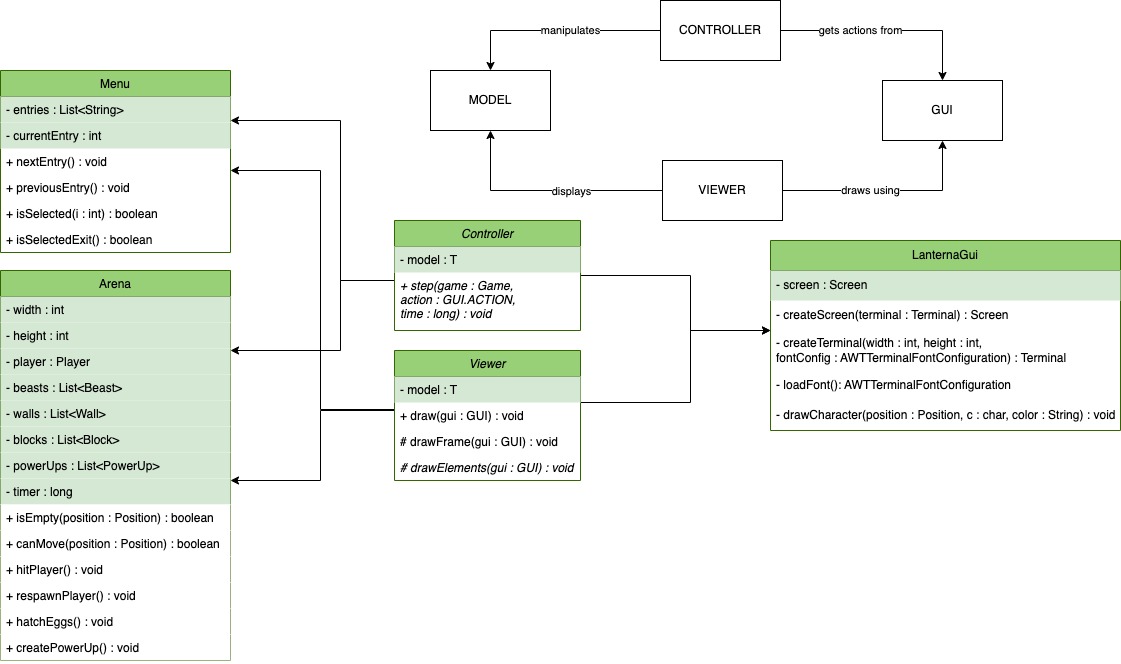 CONTROLLER
manipulates
gets actions from
MODEL
GUI
VIEWER
displays
draws using
Menu
- entries : List<String>
- currentEntry : int
+ nextEntry() : void
+ previousEntry() : void
+ isSelected(i : int) : boolean
+ isSelectedExit() : boolean
Arena
- width : int
- height : int
- player : Player
- beasts : List<Beast>
- walls : List<Wall>
- blocks : List<Block>
- powerUps : List<PowerUp>
- timer : long
+ isEmpty(position : Position) : boolean
+ canMove(position : Position) : boolean
+ hitPlayer() : void
+ respawnPlayer() : void
+ hatchEggs() : void
+ createPowerUp() : void
Controller
- model : T
+ step(game : Game,
action : GUI.ACTION,
time : long) : void
Viewer
- model : T
+ draw(gui : GUI) : void
# drawFrame(gui : GUI) : void
# drawElements(gui : GUI) : void
LanternaGui
- screen : Screen
- createScreen(terminal : Terminal) : Screen
- createTerminal(width : int, height : int,
fontConfig : AWTTerminalFontConfiguration) : Terminal
- loadFont(): AWTTerminalFontConfiguration
- drawCharacter(position : Position, c : char, color : String) : void